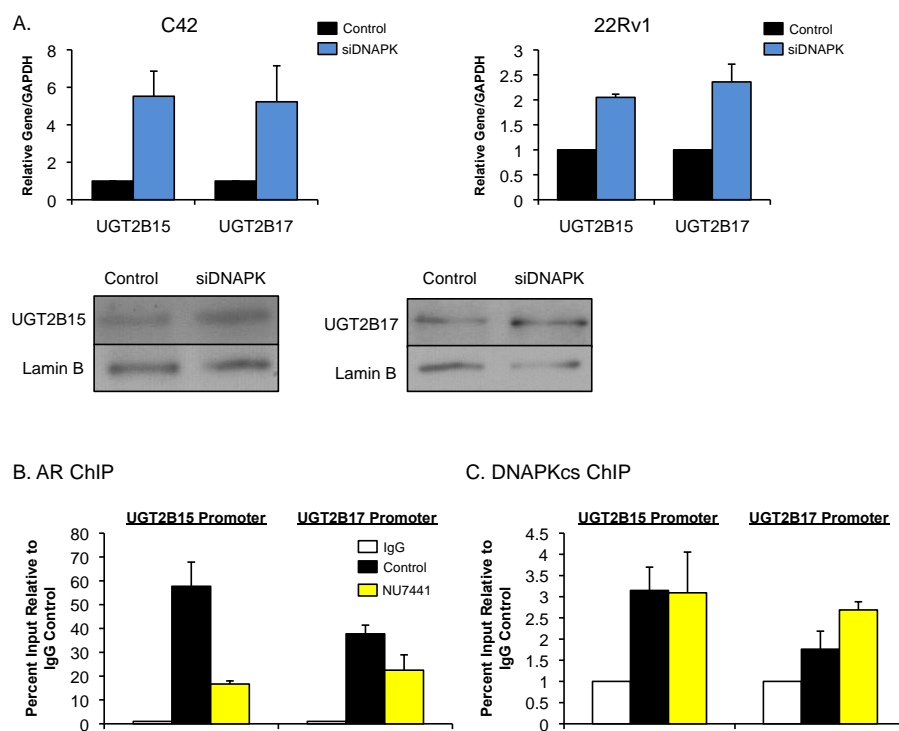 A.
C42
Control
siDNAPK
Relative Gene/GAPDH
8
6
4
2
0
UGT2B15
UGT2B17
22Rv1
Control
siDNAPK
Relative Gene/GAPDH
3
2.5
2
1.5
1
0.5
0
UGT2B15
UGT2B17
Control
siDNAPK
UGT2B15
Lamin B
Control
siDNAPK
UGT2B17
Lamin B
B. AR ChIP
UGT2B15 Promoter
UGT2B17 Promoter
IgG
Control
NU7441
Percent Input Relative to
IgG Control
80
70
60
50
40
30
20
10
0
C. DNAPKcs ChIP
UGT2B15 Promoter
UGT2B17 Promoter
Percent Input Relative to
IgG Control
4.5
4
3.5
3
2.5
2
1.5
1
0.5
0